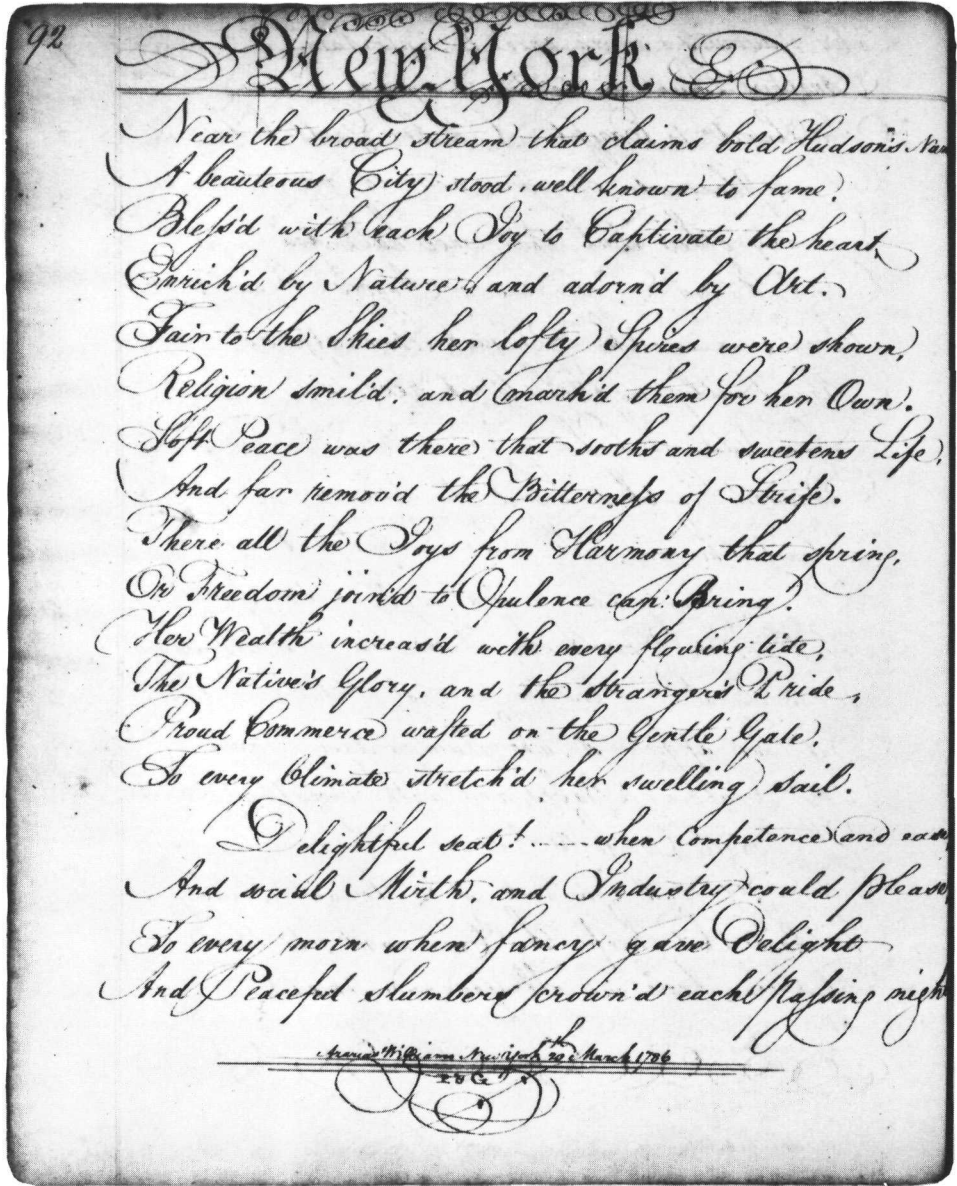 92
New York &.
Near the broad stream that claims bold Hudson's Nam
A beauteous City stood, well known to fame.
Bless'd with each Joy to Captivate the heart,
Enrich'd by Nature, and adorn'd by Art.
Fair to the Skies her lofty Spires were shown,
Religion smil'd, and mark'd them for her Own.
Soft Peace was there that sooths and sweetens Life,
And far remov'd the Bitterness of Strife.
There all the Joys from Harmony that spring,
Or Freedom join'd to Opulence can Bring.
Her Wealth increas'd with every flowing tide,
The Native's Glory, and the stranger's Pride,
Proud Commerce wafted on the Gentle Gale,
To every Climate stretch'd her swelling sail.
Delightful seat! ..... when Competence and ease
And social Mirth, and Industry could please
To every morn when fancy gave Delight
And Peaceful slumbers crown'd each Passing night
Williams New York 20th March 1786